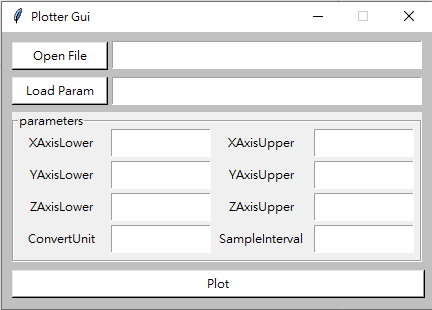 Plotter Gui
Open File
Load Param
parameters
XAxisLower XAxisUpper
YAxisLower YAxisUpper
ZAxisLower ZAxisUpper
ConvertUnit SampleInterval
Plot